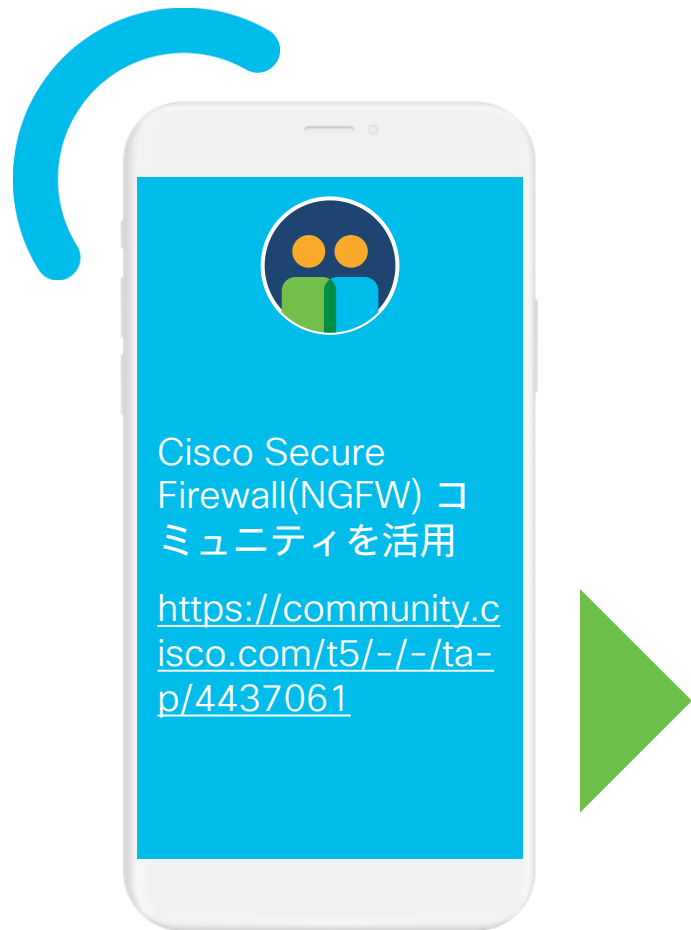 Cisco Secure
Firewall(NGFW) コ
ミュニティを活用
https://community.c
isco.com/t5/-/-/ta-
p/4437061